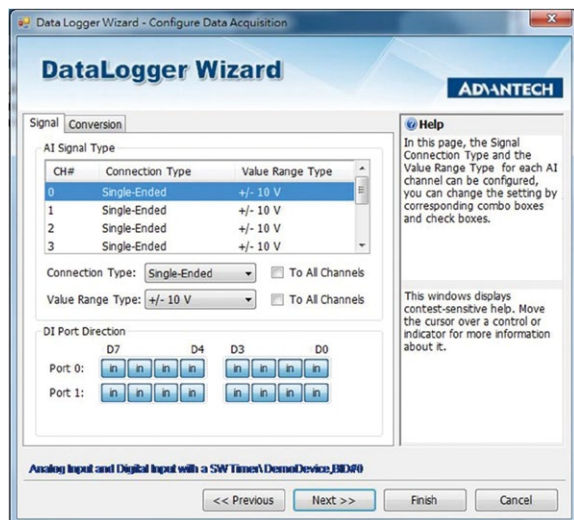 Data Logger Wizard - Configure Data Acquisition
DataLogger Wizard
ADVANTECH
Signal Conversion
AI Signal Type
CH# Connection Type Value Range Type
0 Single-Ended +/- 10 V
1 Single-Ended +/- 10 V
2 Single-Ended +/- 10 V
3 Single-Ended +/- 10 V
Connection Type: Single-Ended To All Channels
Value Range Type: +/- 10 V To All Channels
DI Port Direction
D7 D4 D3 D0
Port 0: in in in in in in in in
Port 1: in in in in in in in in
Help
In this page, the Signal
Connection Type and the
Value Range Type for each AI
channel can be configured,
you can change the setting by
corresponding combo boxes
and check boxes.
This windows displays
contest-sensitive help. Move
the cursor over a control or
indicator for more information
about it.
Analog Input and Digital Input with a SW Timer\DemoDevice,BID#0
<< Previous Next >> Finish Cancel